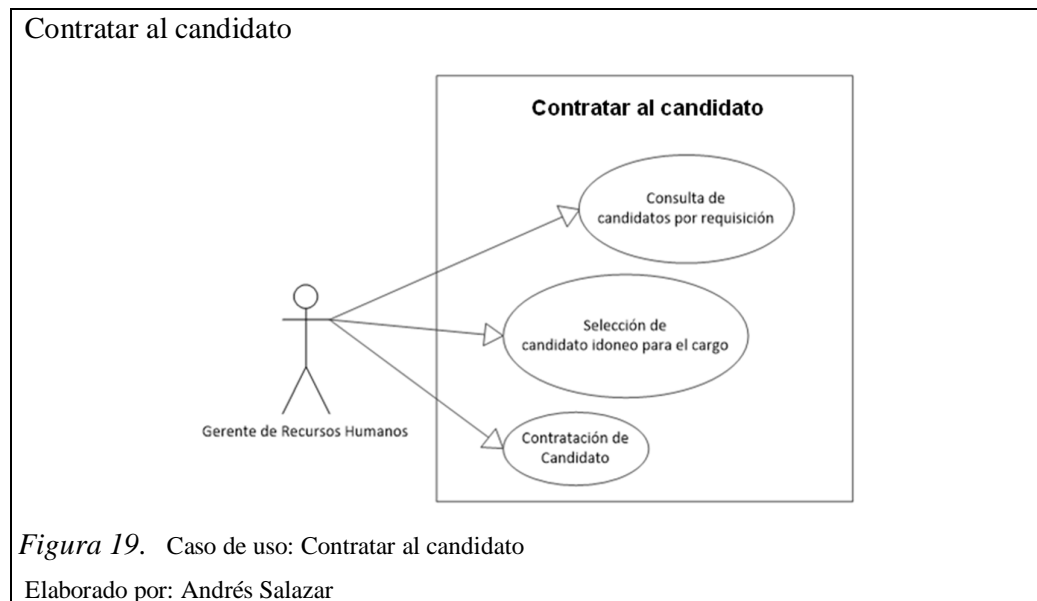 Contratar al candidato
Contratar al candidato
Consulta de
candidatos por requisición
Selección de
candidato idoneo para el cargo
Contratación de
Candidato
Gerente de Recursos Humanos
Figura 19. Caso de uso: Contratar al candidato
Elaborado por: Andrés Salazar